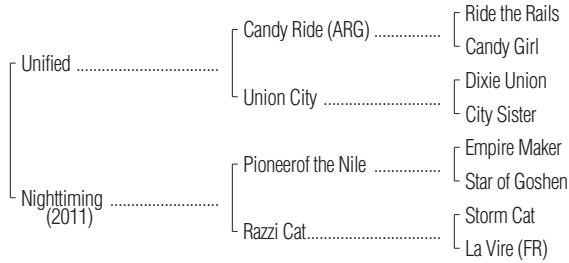 Ride the Rails
Candy Ride (ARG) ................
Candy Girl
Unified ..................................
Dixie Union
Union City ............................
City Sister
Empire Maker
Pioneerof the Nile ................
Star of Goshen
Nighttiming ..........................
(2011)
Storm Cat
Razzi Cat................................
La Vire (FR)